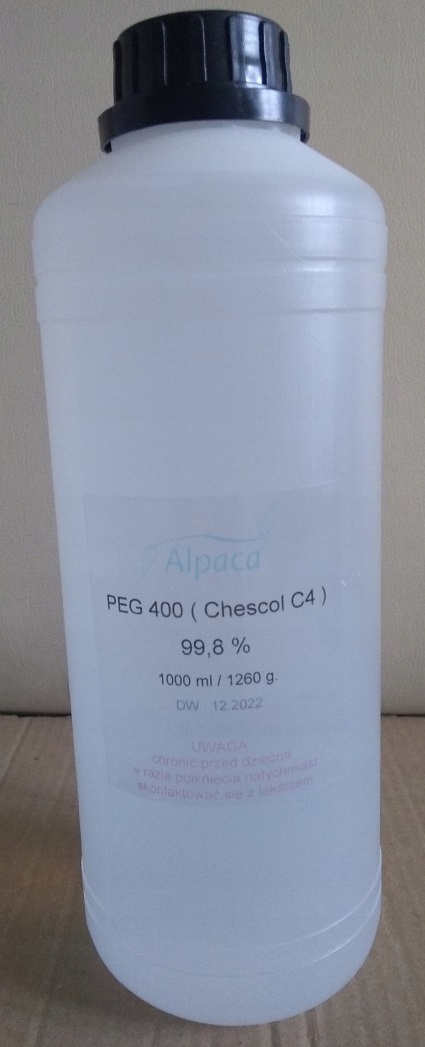 Alpaca
PEG 400 ( Chescol C4 )
99,8 %
1000 ml / 1260 g.
DW 12.2022
UWAGA
chronić przed dziećmi
w razie połknięcia natychmiast
skontaktować się z lekarzem